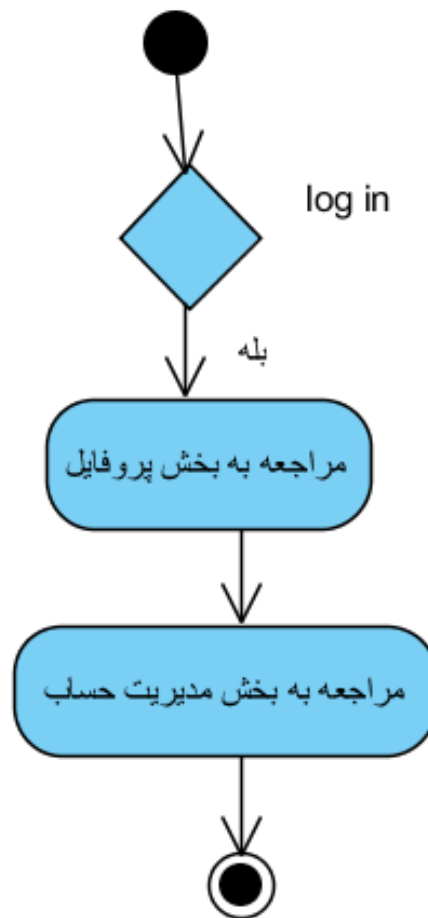 log in
بله
مراجعه به بخش پروفایل
مراجعه به بخش مدیریت حساب